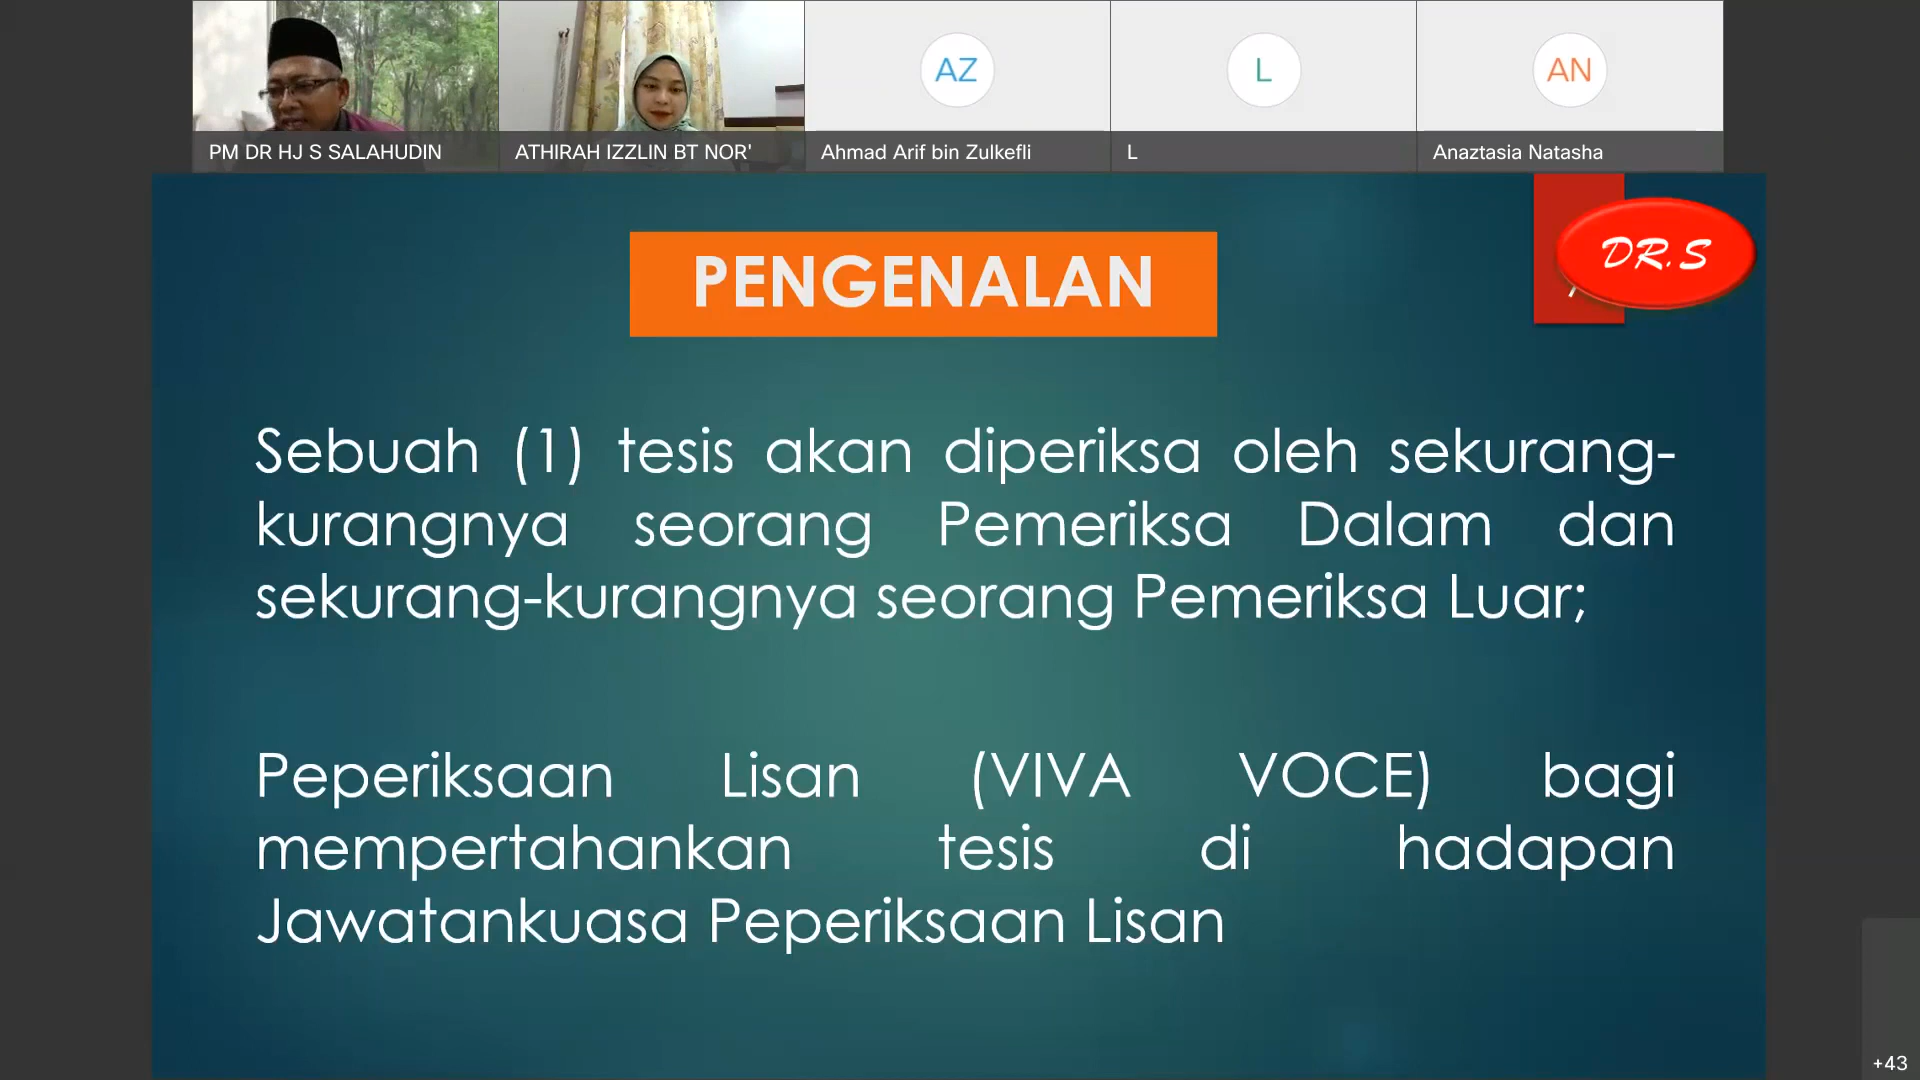 AZ
L
AN
PM DR HJ S SALAHUDIN
ATHIRAH IZZLIN BT NOR'
Ahmad Arif bin Zulkefli
L
Anaztasia Natasha
PENGENALAN
DR. S
Sebuah (1) tesis akan diperiksa oleh sekurang-
kurangnya seorang Pemeriksa Dalam dan
sekurang-kurangnya seorang Pemeriksa Luar;
Peperiksaan Lisan (VIVA VOCE) bagi
mempertahankan tesis di hadapan
Jawatankuasa Peperiksaan Lisan
+43